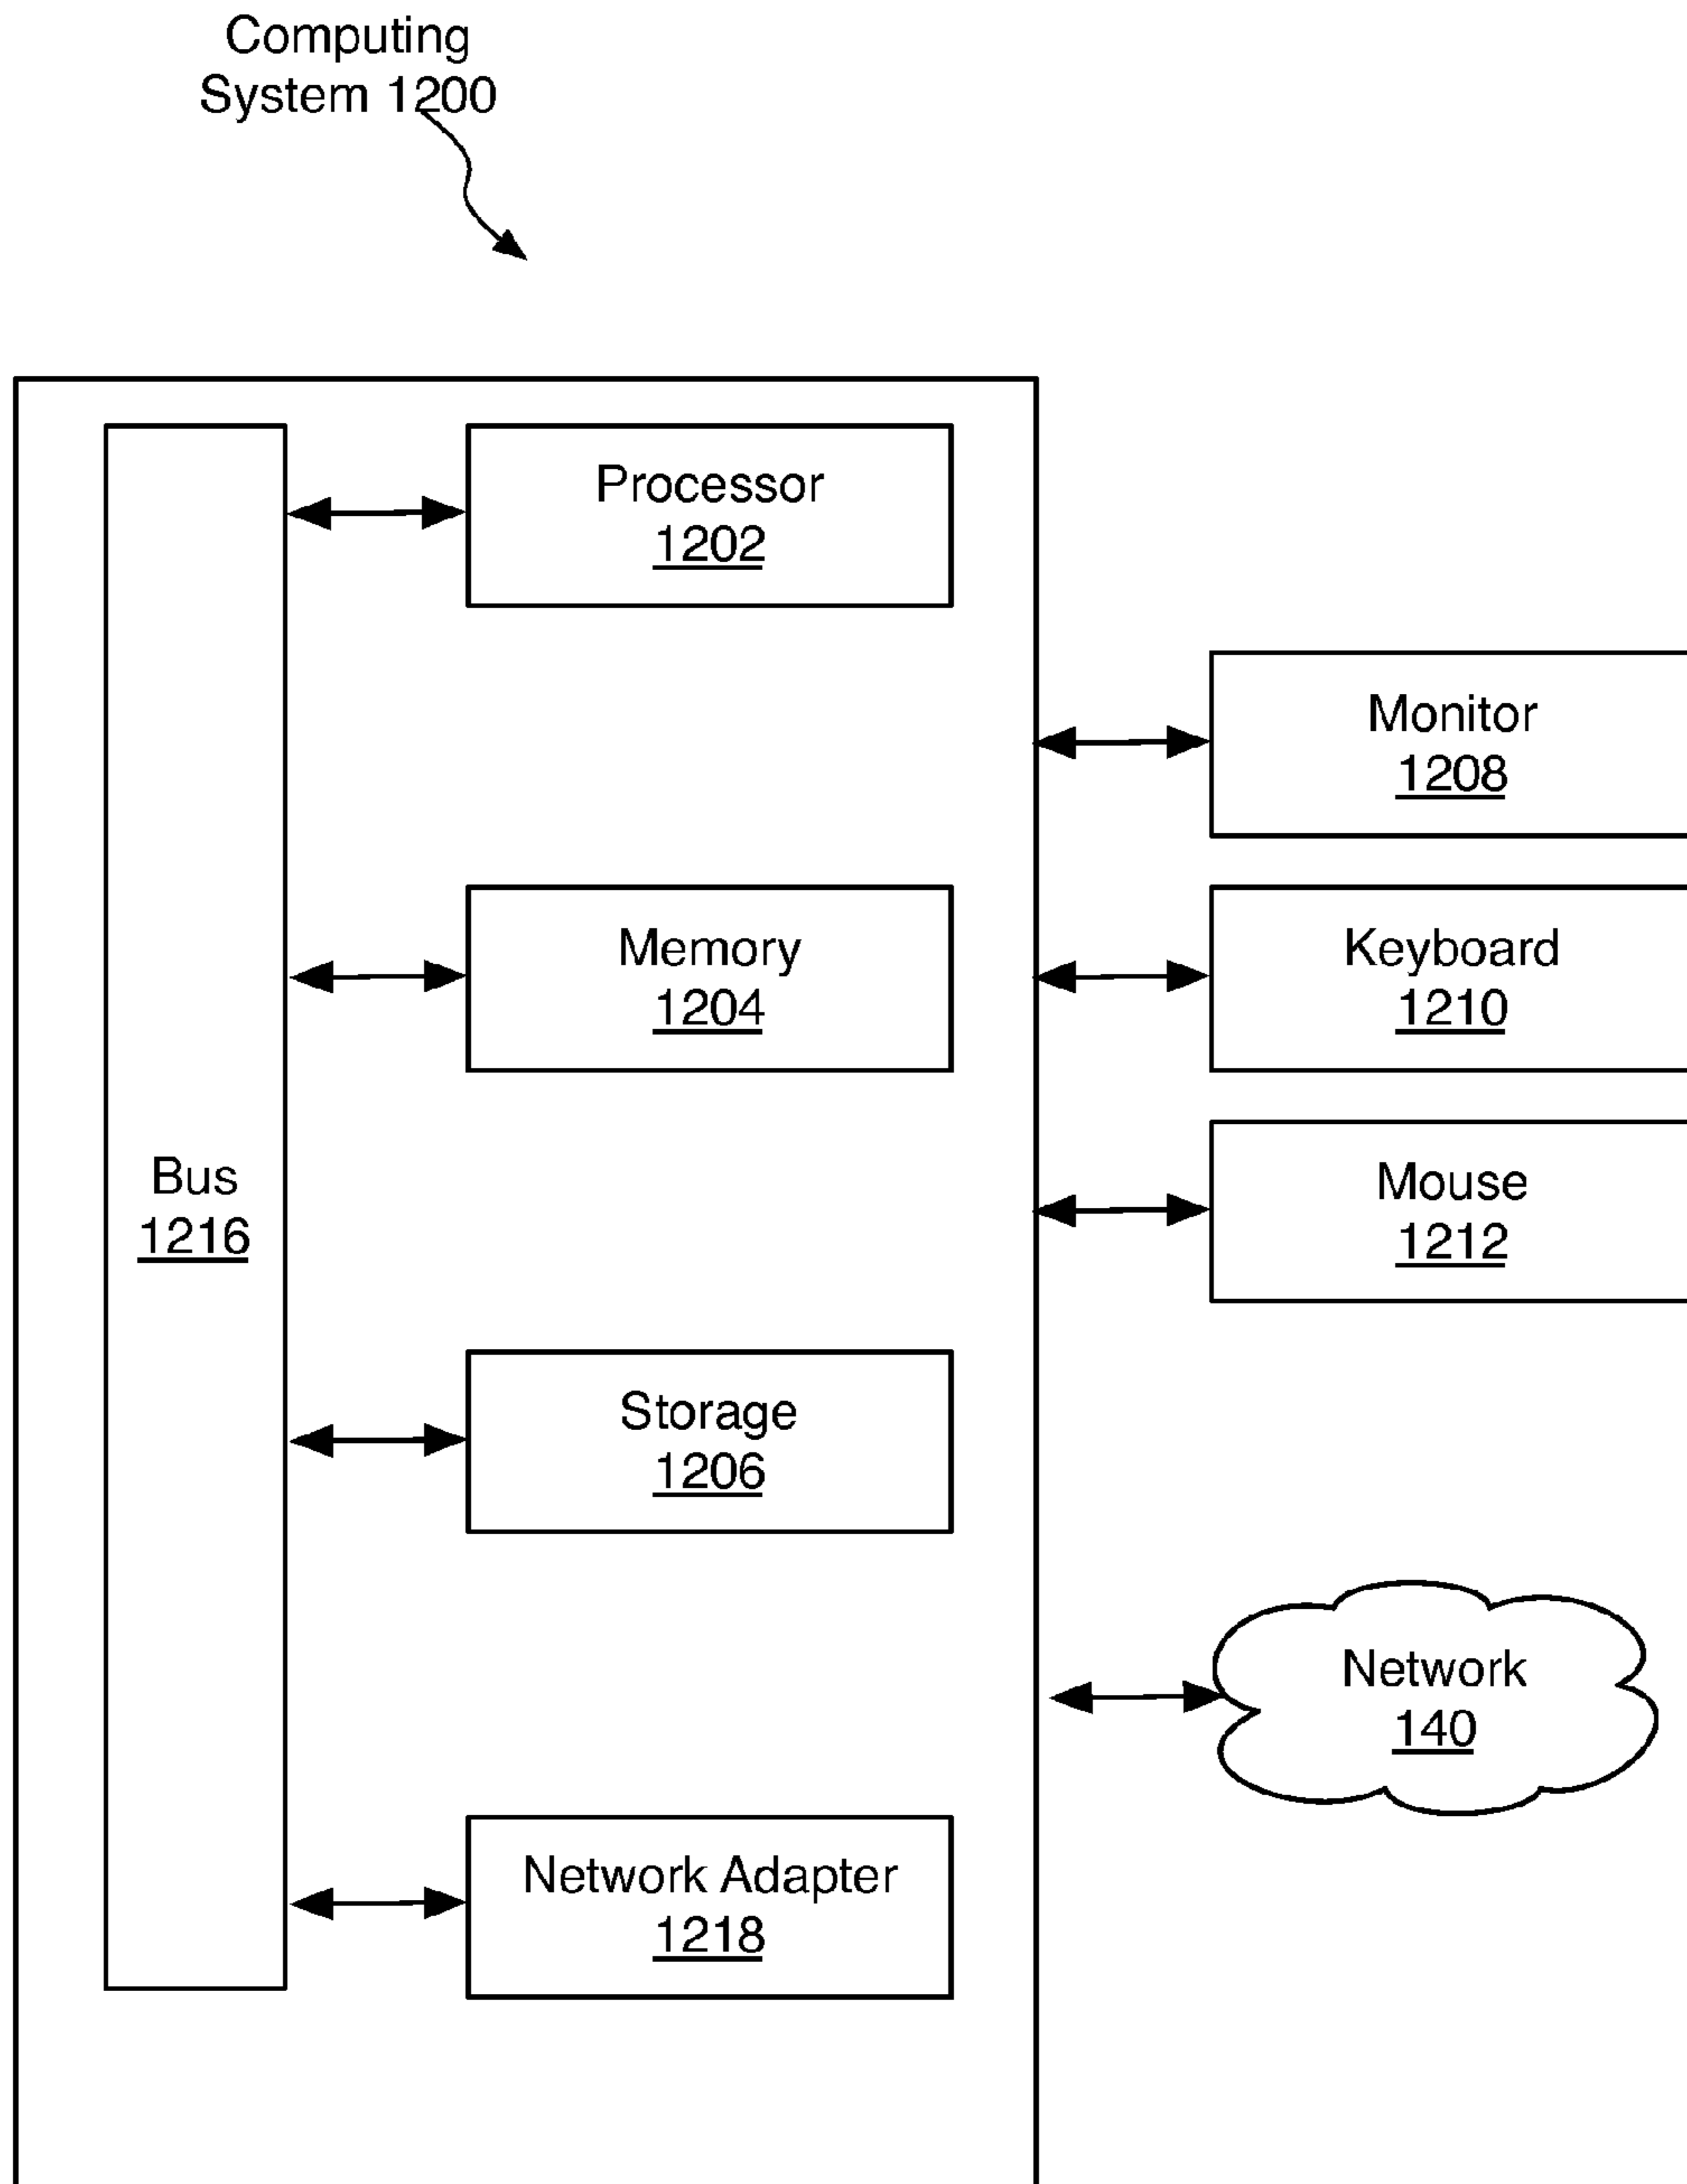 Computing
System 1200
Processor
1202
Monitor
1208
Memory
1204
Keyboard
1210
Bus
1216
Mouse
1212
Storage
1206
Network
140
Network Adapter
1218